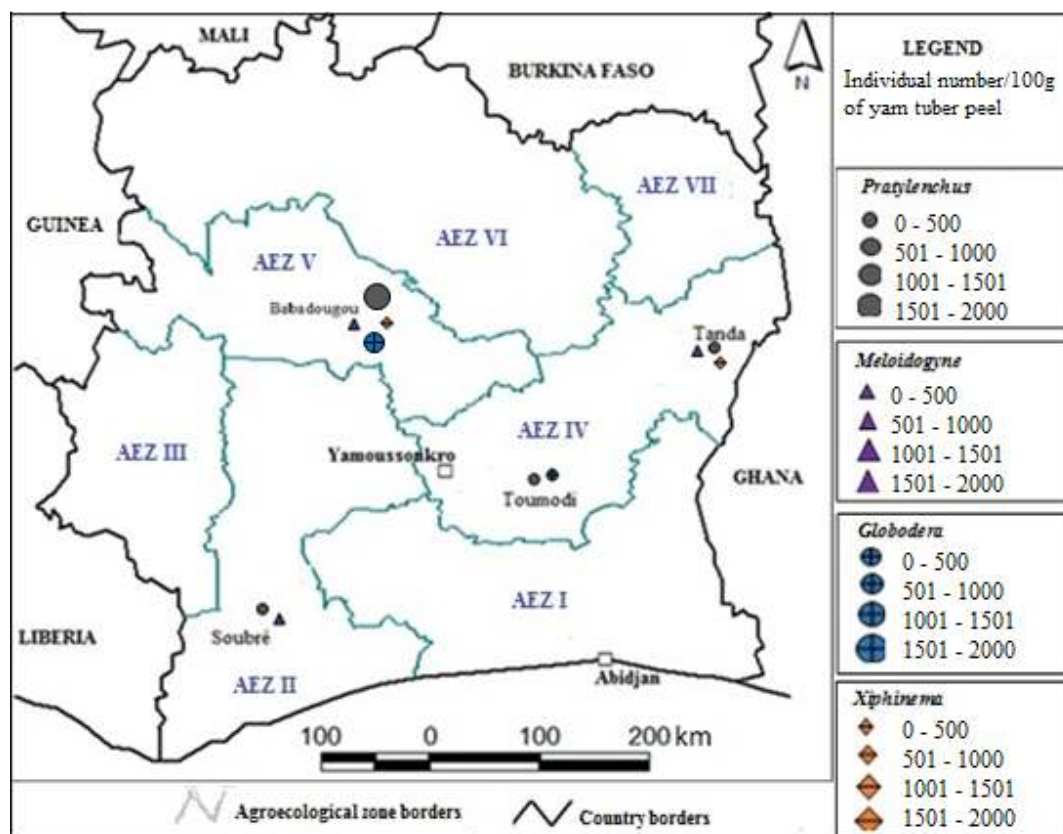 MALI
BURKINA FASO
N
GUINEA
AEZ VII
AEZ VI
AEZ V
Babadougou
Tanda
AEZ IV
AEZ III
Yamoussonkro
GHANA
Toumodi
AEZ I
Soubré
LIBERIA
AEZ II
Abidjan
100 0 100 200 km
Agroecological zone borders Country borders
LEGEND
Individual number/100g
of yam tuber peel
Pratylenchus
0 - 500
501 - 1000
1001 - 1501
1501 - 2000
Meloidogyne
0 - 500
501 - 1000
1001 - 1501
1501 - 2000
Globodera
0 - 500
501 - 1000
1001 - 1501
1501 - 2000
Xiphinema
0 - 500
501 - 1000
1001 - 1501
1501 - 2000